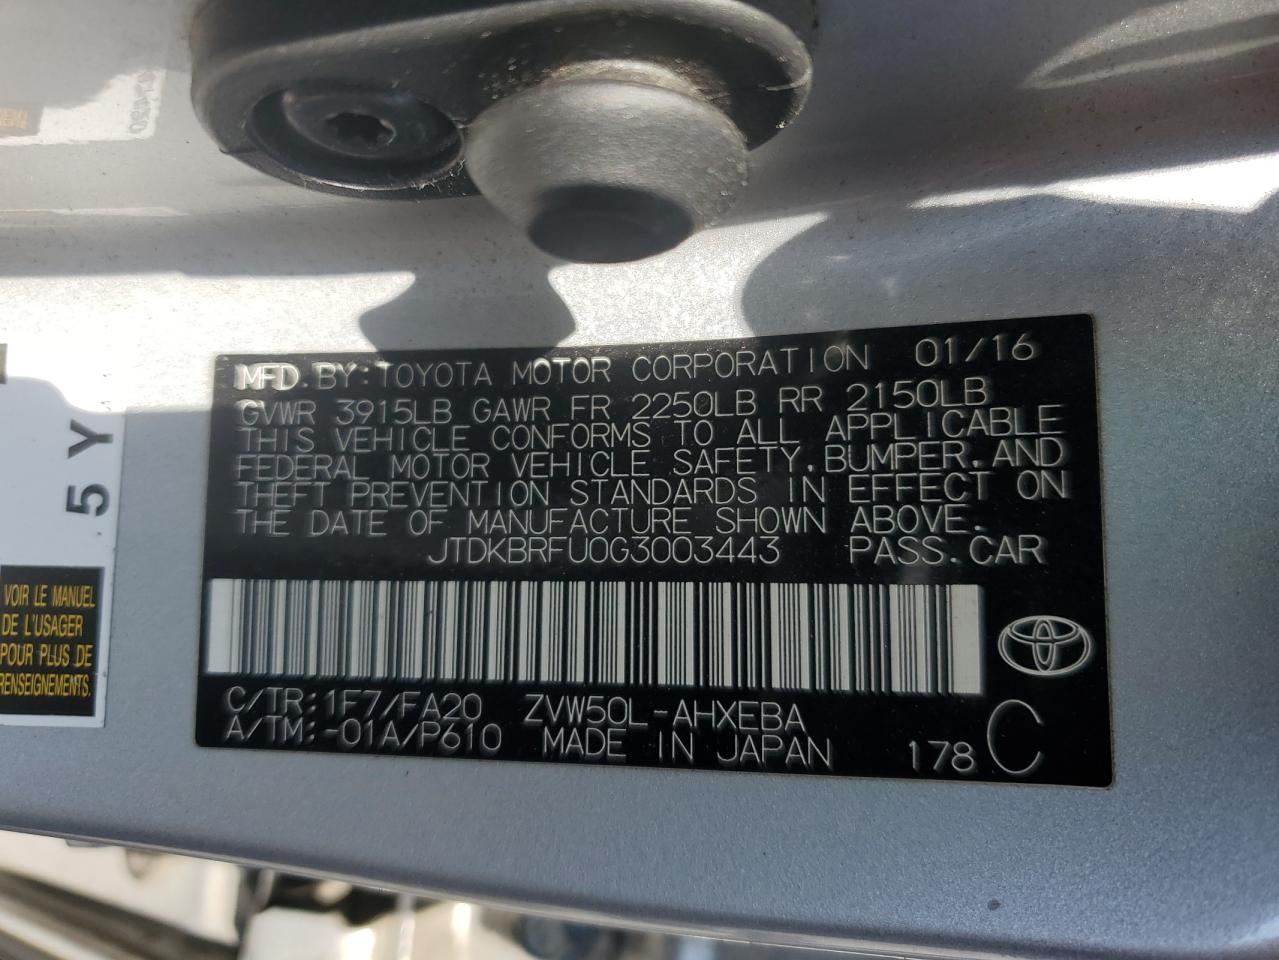 MFD. BY: TOYOTA MOTOR CORPORATION 01/16
GVWR 3915LB GAWR FR 2250LB RR 2150LB
THIS VEHICLE CONFORMS TO ALL APPLICABLE
FEDERAL MOTOR VEHICLE SAFETY, BUMPER, AND
THEFT PREVENTION STANDARDS IN EFFECT ON
THE DATE OF MANUFACTURE SHOWN ABOVE.
JTDKBRFU0G3003443 PASS. CAR
C/TR: 1F7/FA20 ZVW50L-AHXEBA C
A/TM: -01A/P610 MADE IN JAPAN 178
5 Y
VOIR LE MANUEL
DE L'USAGER
POUR PLUS DE
RENSEIGNEMENTS.